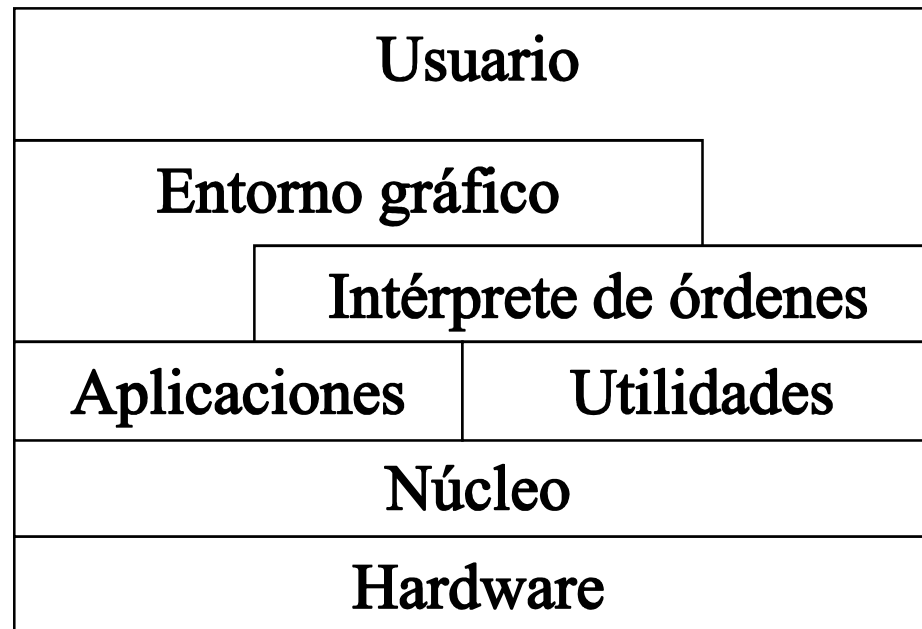 Usuario
Entorno gráfico
Intérprete de órdenes
Aplicaciones Utilidades
Núcleo
Hardware